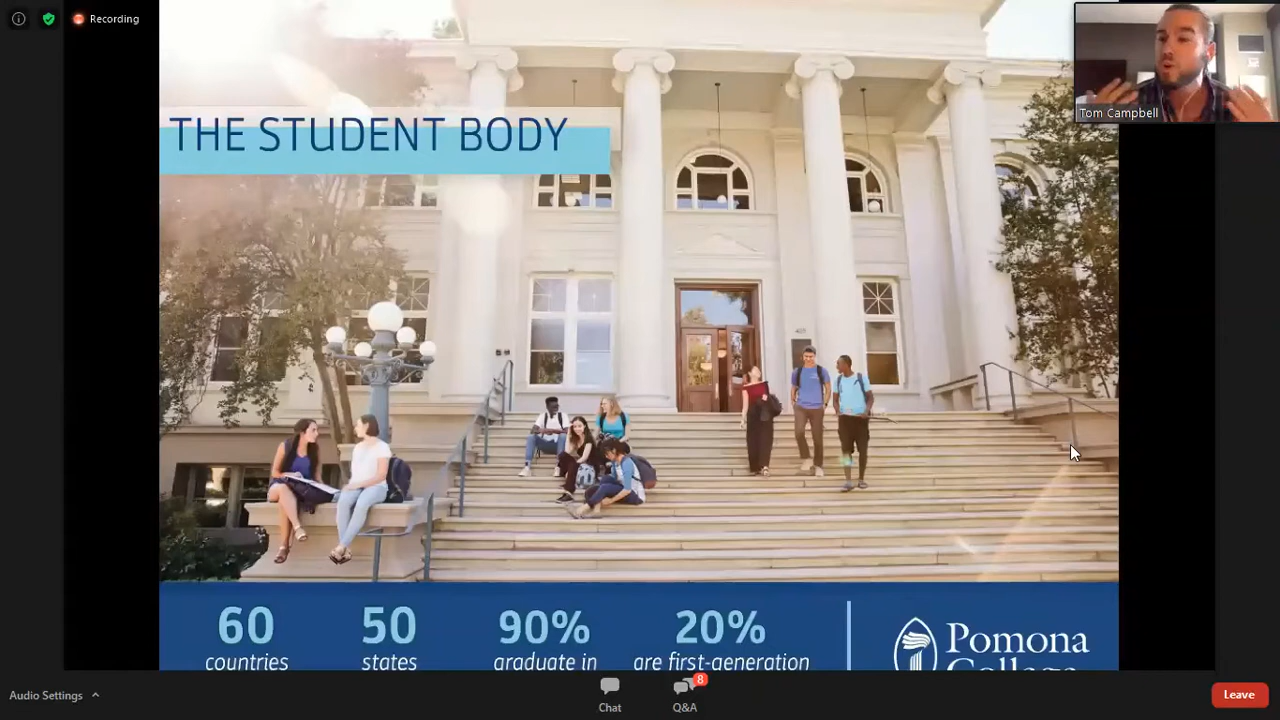 Recording
Tom Campbell
THE STUDENT BODY
60
countries
50
states
90%
graduate in
20%
are first-generation
Pomona
College
Audio Settings
Chat
8
Q&A
Leave